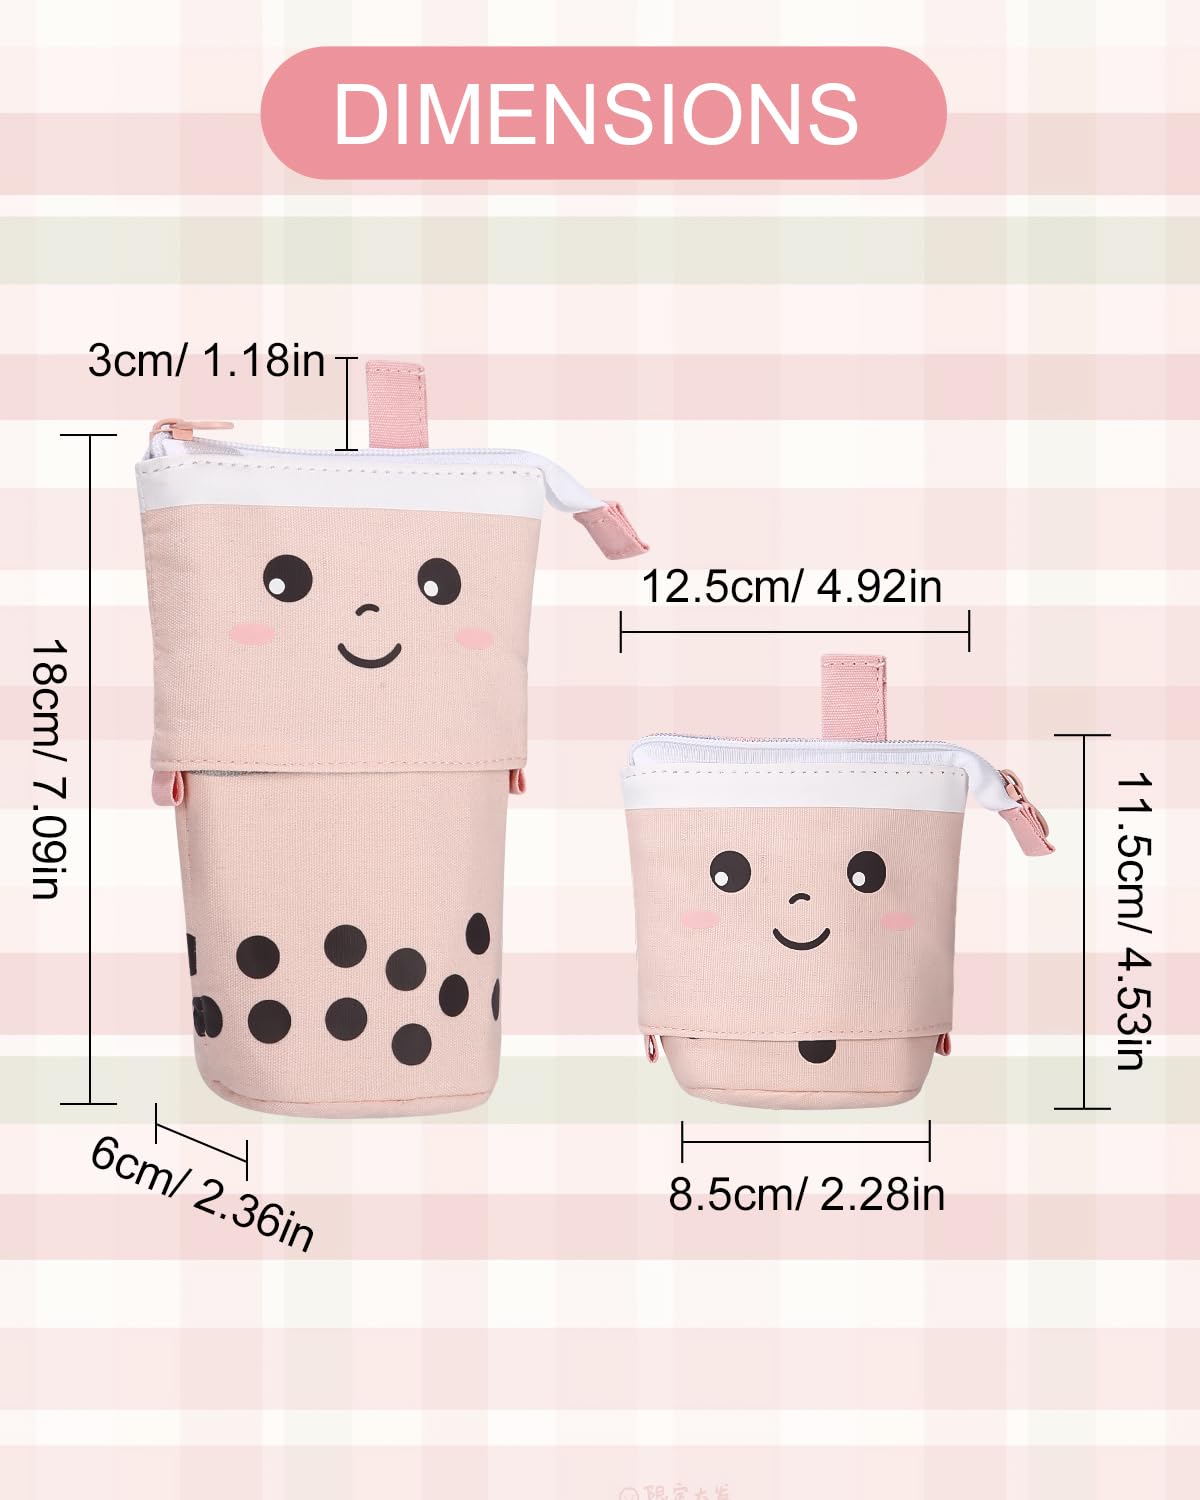 DIMENSIONS
3cm/ 1.18in
12.5cm/ 4.92in
18cm/ 7.09in
11.5cm/ 4.53in
6cm/ 2.36in
8.5cm/ 2.28in